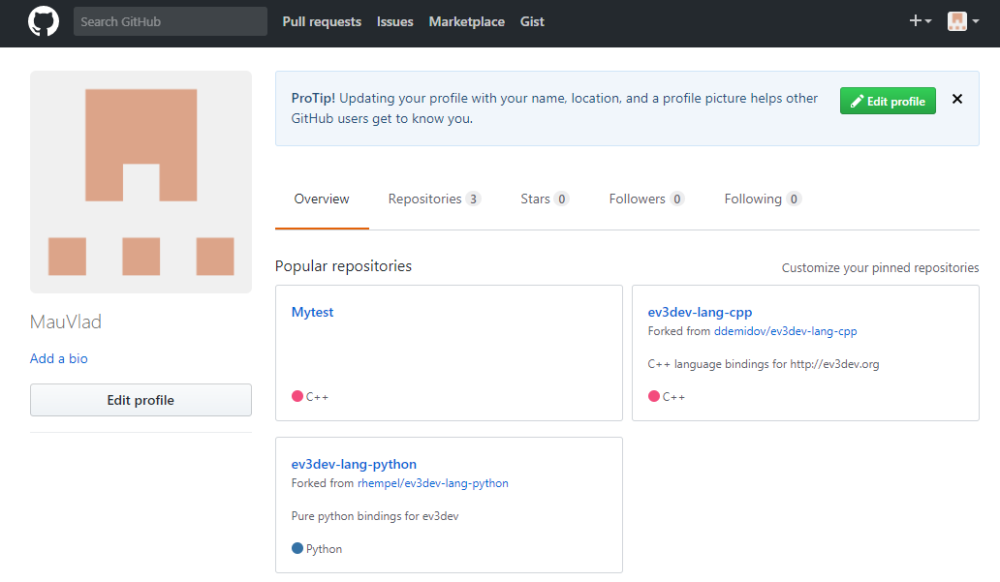 Search GitHub Pull requests Issues Marketplace Gist
ProTip! Updating your profile with your name, location, and a profile picture helps other
GitHub users get to know you.
Edit profile
Overview Repositories 3 Stars 0 Followers 0 Following 0
MauVlad
Add a bio
Edit profile
Popular repositories
Customize your pinned repositories
Mytest
C++
ev3dev-lang-cpp
Forked from ddemidov/ev3dev-lang-cpp
C++ language bindings for http://ev3dev.org
C++
ev3dev-lang-python
Forked from rhempel/ev3dev-lang-python
Pure python bindings for ev3dev
Python